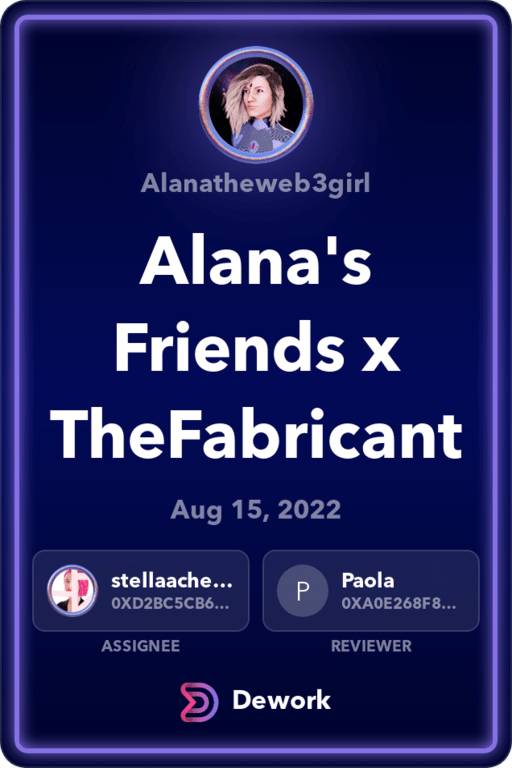 Alanatheweb3girl
Alana's
Friends x
TheFabricant
Aug 15, 2022
stellaache...
0XD2BC5CB6...
P
Paola
0XA0E268F8...
ASSIGNEE
REVIEWER
Dework